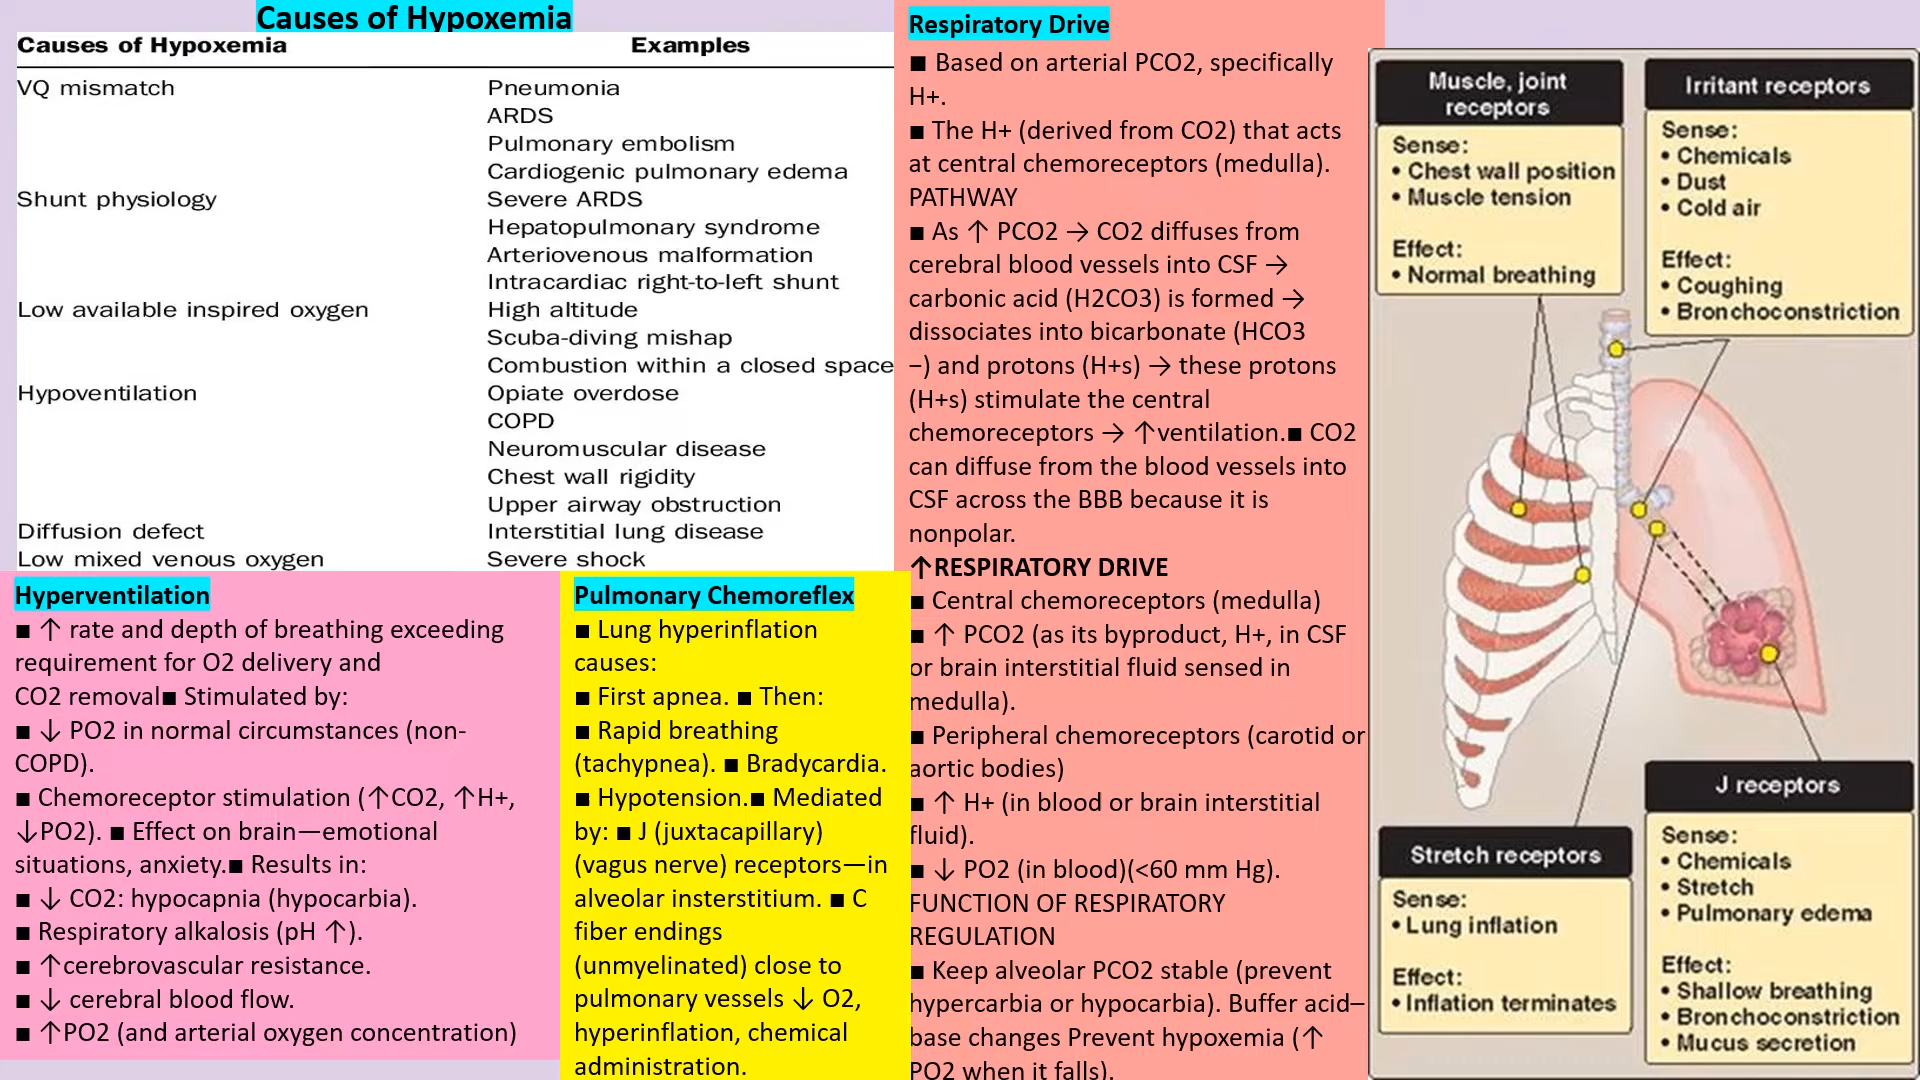 Causes of Hypoxemia
Causes of Hypoxemia Examples
VQ mismatch Pneumonia
ARDS
Pulmonary embolism
Cardiogenic pulmonary edema
Shunt physiology Severe ARDS
Hepatopulmonary syndrome
Arteriovenous malformation
Intracardiac right-to-left shunt
Low available inspired oxygen High altitude
Scuba-diving mishap
Combustion within a closed space
Hypoventilation Opiate overdose
COPD
Neuromuscular disease
Chest wall rigidity
Upper airway obstruction
Diffusion defect Interstitial lung disease
Low mixed venous oxygen Severe shock
Hyperventilation
■ ↑ rate and depth of breathing exceeding
requirement for O2 delivery and
CO2 removal■ Stimulated by:
■ ↓ PO2 in normal circumstances (non-
COPD).
■ Chemoreceptor stimulation (↑CO2, ↑H+,
↓PO2). ■ Effect on brain—emotional
situations, anxiety.■ Results in:
■ ↓ CO2: hypocapnia (hypocarbia).
■ Respiratory alkalosis (pH ↑).
■ ↑cerebrovascular resistance.
■ ↓ cerebral blood flow.
■ ↑PO2 (and arterial oxygen concentration)
Pulmonary Chemoreflex
■ Lung hyperinflation
causes:
■ First apnea. ■ Then:
■ Rapid breathing
(tachypnea). ■ Bradycardia.
■ Hypotension.■ Mediated
by: ■ J (juxtacapillary)
(vagus nerve) receptors—in
alveolar insterstitium. ■ C
fiber endings
(unmyelinated) close to
pulmonary vessels ↓ O2,
hyperinflation, chemical
administration.
Respiratory Drive
■ Based on arterial PCO2, specifically
H+.
■ The H+ (derived from CO2) that acts
at central chemoreceptors (medulla).
PATHWAY
■ As ↑ PCO2 → CO2 diffuses from
cerebral blood vessels into CSF →
carbonic acid (H2CO3) is formed →
dissociates into bicarbonate (HCO3
−) and protons (H+s) → these protons
(H+s) stimulate the central
chemoreceptors → ↑ventilation.■ CO2
can diffuse from the blood vessels into
CSF across the BBB because it is
nonpolar.
↑RESPIRATORY DRIVE
■ Central chemoreceptors (medulla)
■ ↑ PCO2 (as its byproduct, H+, in CSF
or brain interstitial fluid sensed in
medulla).
■ Peripheral chemoreceptors (carotid or
aortic bodies)
■ ↑ H+ (in blood or brain interstitial
fluid).
■ ↓ PO2 (in blood)(<60 mm Hg).
FUNCTION OF RESPIRATORY
REGULATION
■ Keep alveolar PCO2 stable (prevent
hypercarbia or hypocarbia). Buffer acid–
base changes Prevent hypoxemia (↑
PO2 when it falls).
Muscle, joint
receptors
Sense:
• Chest wall position
• Muscle tension
Effect:
• Normal breathing
Irritant receptors
Sense:
• Chemicals
• Dust
• Cold air
Effect:
• Coughing
• Bronchoconstriction
Stretch receptors
Sense:
• Lung inflation
Effect:
• Inflation terminates
J receptors
Sense:
• Chemicals
• Stretch
• Pulmonary edema
Effect:
• Shallow breathing
• Bronchoconstriction
• Mucus secretion